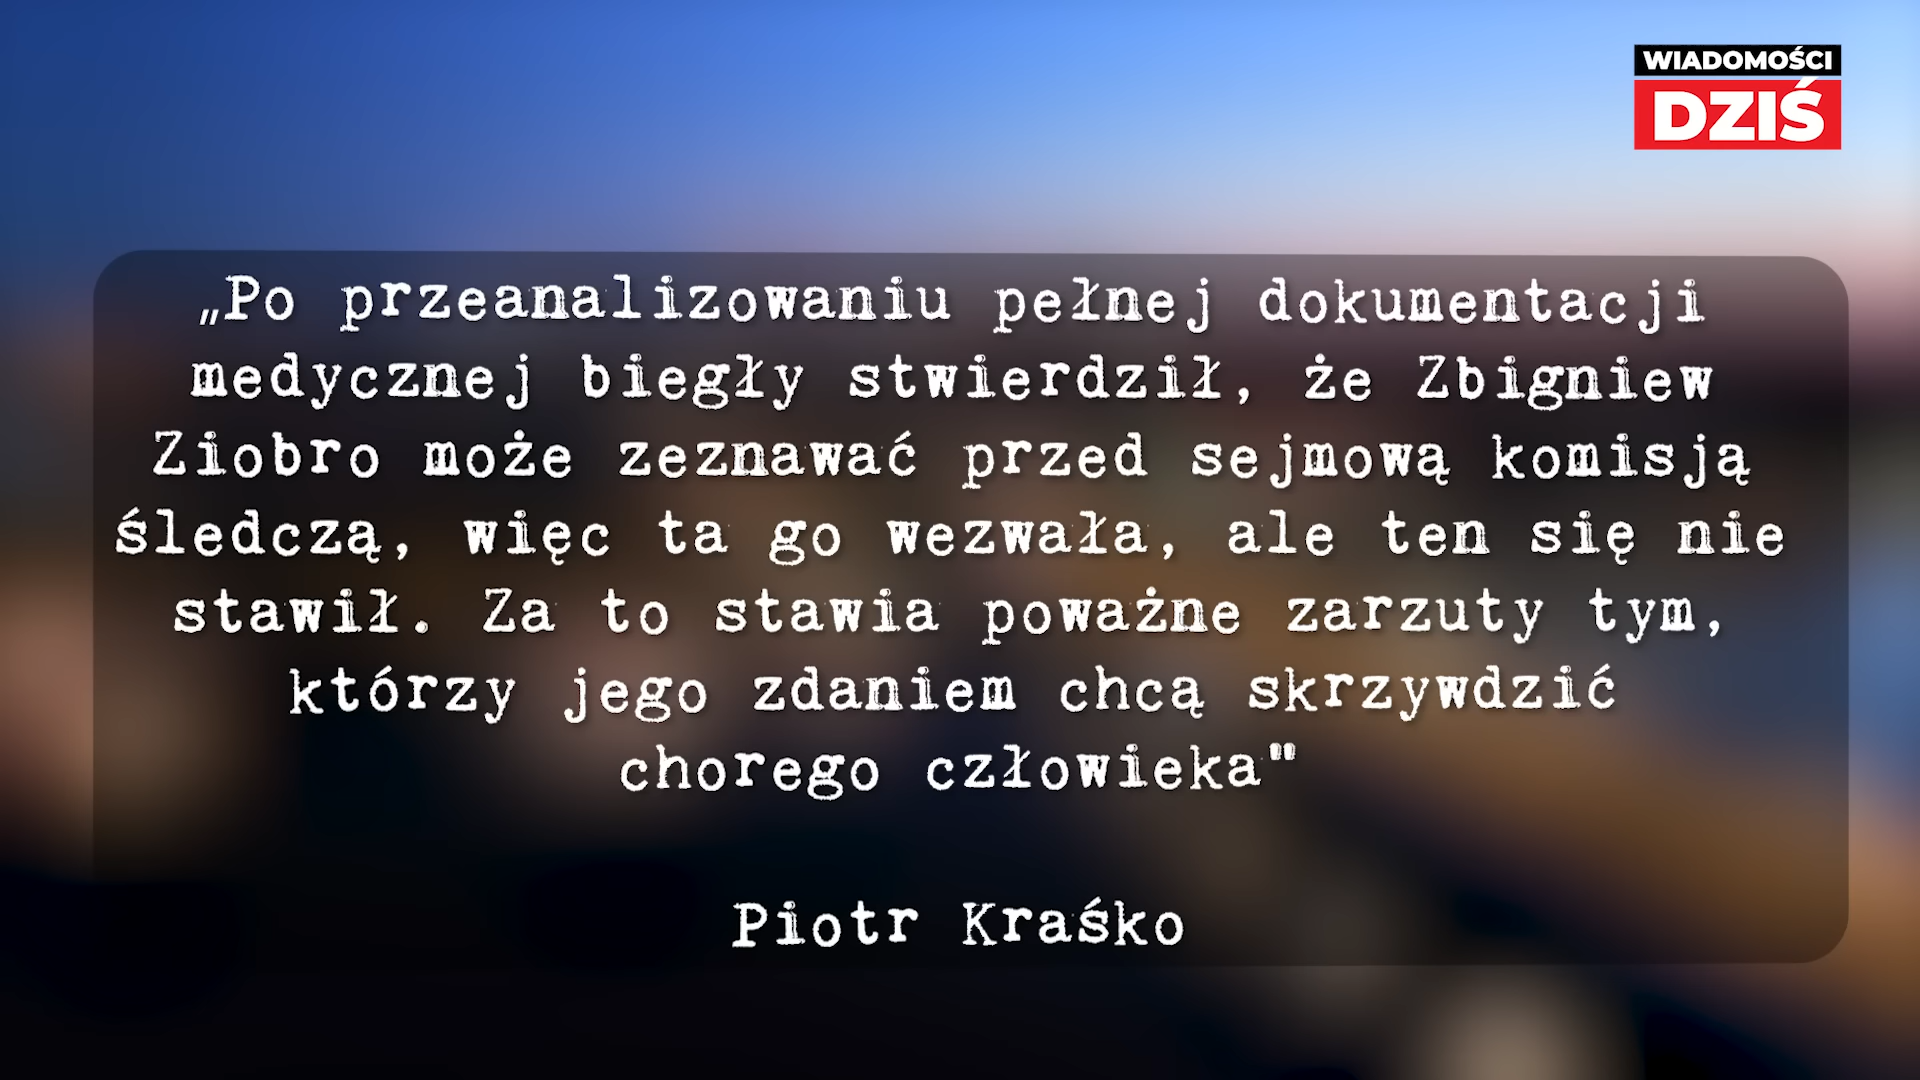 WIADOMOŚCI
DZIŚ
„Po przeanalizowaniu pełnej dokumentacji
medycznej biegły stwierdził, że Zbigniew
Ziobro może zeznawać przed sejmową komisją
śledczą, więc ta go wezwała, ale ten się nie
stawił. Za to stawia poważne zarzuty tym,
którzy jego zdaniem chcą skrzywdzić
chorego człowieka"
Piotr Kraśko